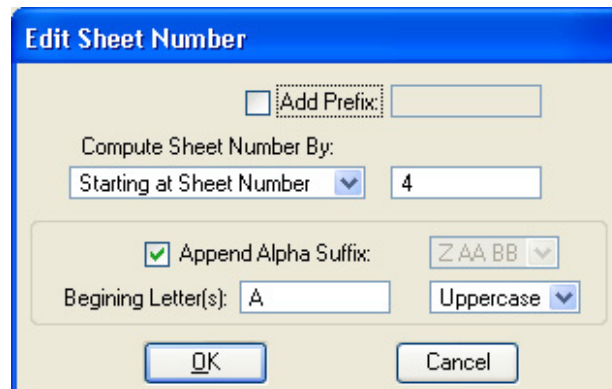 Edit Sheet Number
Add Prefix:
Compute Sheet Number By:
Starting at Sheet Number 4
Append Alpha Suffix: Z AA BB
Begining Letter(s): A Uppercase
OK Cancel